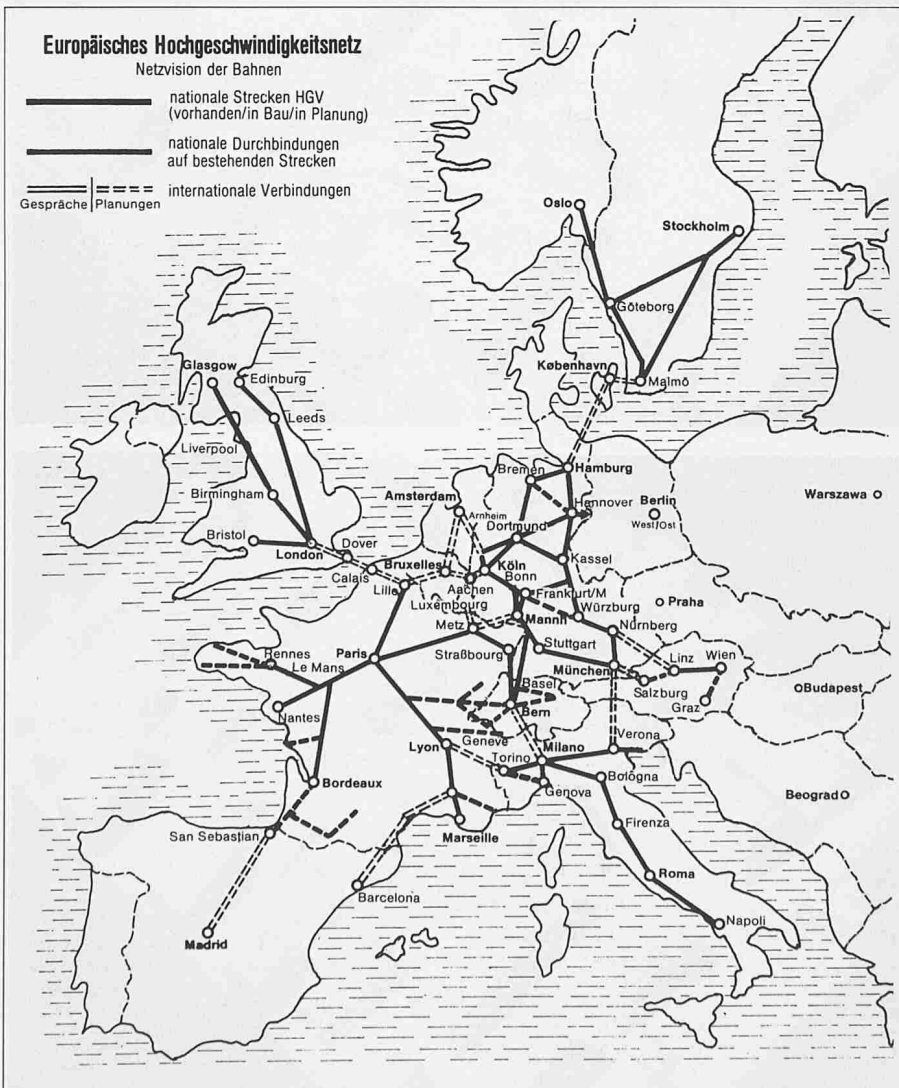 Europäisches Hochgeschwindigkeitsnetz
Netzvision der Bahnen
nationale Strecken HGV
(vorhanden/in Bau/in Planung)
nationale Durchbindungen
auf bestehenden Strecken
internationale Verbindungen
Gespräche Planungen
Oslo
Stockholm
Göteborg
København
Malmö
Glasgow
Edinburg
Leeds
Liverpool
Birmingham
Bristol
London
Dover
Calais
Lille
Amsterdam
Arnheim
Bruxelles
Aachen
Luxembourg
Bremen
Hamburg
Hannover
Berlin
West/Ost
Warszawa
Dortmund
Kassel
Köln
Bonn
Frankfurt/M
Würzburg
Praha
Metz
Mannh
Nürnberg
Rennes
Le Mans
Paris
Straßbourg
Stuttgart
München
Linz
Wien
Salzburg
Graz
Budapest
Nantes
Basel
Bern
Lyon
Genève
Torino
Milano
Verona
Genova
Bologna
Bordeaux
Beograd
San Sebastian
Marseille
Firenza
Barcelona
Roma
Madrid
Napoli